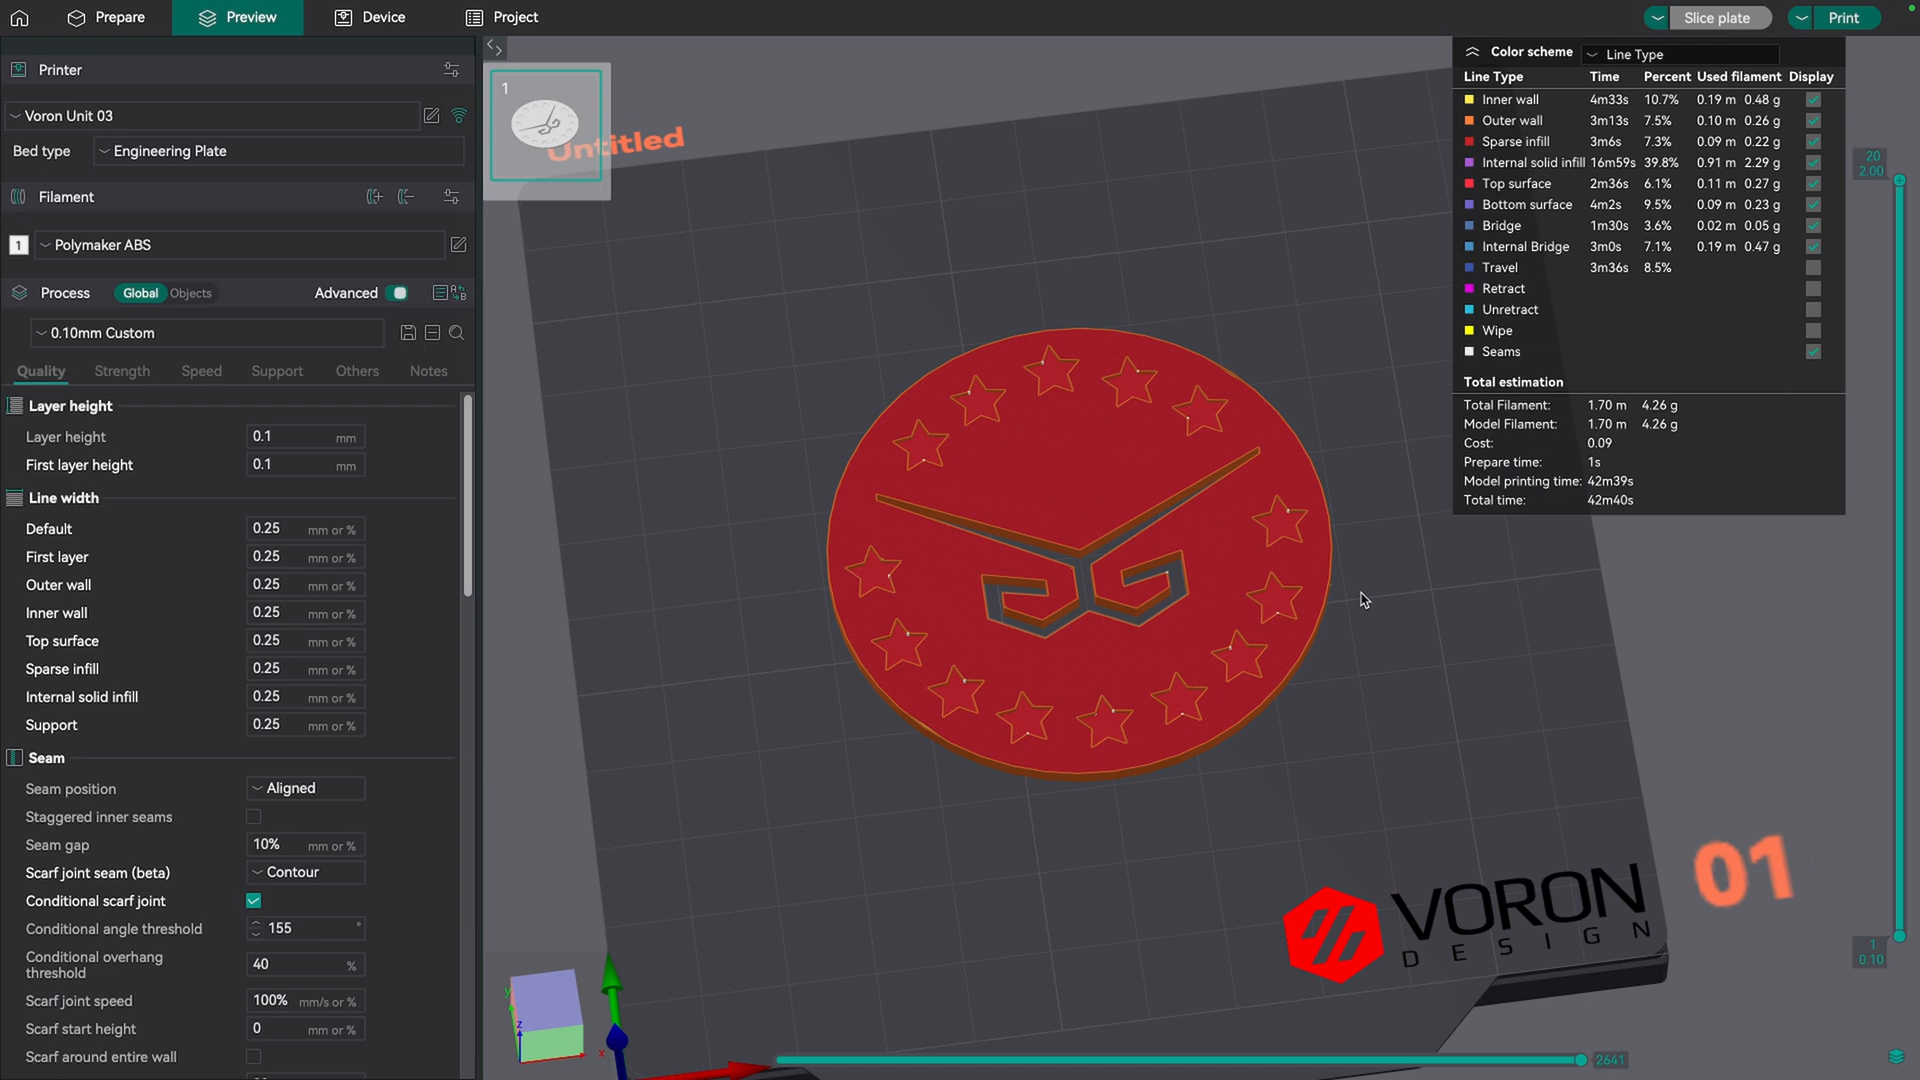 Prepare
Preview
Device
Project
Slice plate
Print
Printer
Voron Unit 03
Bed type
Engineering Plate
Filament
1
Polymaker ABS
Process
Global
Objects
Advanced
0.10mm Custom
Quality
Strength
Speed
Support
Others
Notes
Layer height
Layer height 0.1 mm
First layer height 0.1 mm
Line width
Default 0.25 mm or %
First layer 0.25 mm or %
Outer wall 0.25 mm or %
Inner wall 0.25 mm or %
Top surface 0.25 mm or %
Sparse infill 0.25 mm or %
Internal solid infill 0.25 mm or %
Support 0.25 mm or %
Seam
Seam position Aligned
Staggered inner seams
Seam gap 10% mm or %
Scarf joint seam (beta) Contour
Conditional scarf joint
Conditional angle threshold 155 °
Conditional overhang
threshold 40 %
Scarf joint speed 100% mm/s or %
Scarf start height 0 mm or %
Scarf around entire wall
1
Untitled
Color scheme Line Type
Line Type Time Percent Used filament Display
Inner wall 4m33s 10.7% 0.19 m 0.48 g
Outer wall 3m13s 7.5% 0.10 m 0.26 g
Sparse infill 3m6s 7.3% 0.09 m 0.22 g
Internal solid infill 16m59s 39.8% 0.91 m 2.29 g
Top surface 2m36s 6.1% 0.11 m 0.27 g
Bottom surface 4m2s 9.5% 0.09 m 0.23 g
Bridge 1m30s 3.6% 0.02 m 0.05 g
Internal Bridge 3m0s 7.1% 0.19 m 0.47 g
Travel 3m36s 8.5%
Retract
Unretract
Wipe
Seams
Total estimation
Total Filament: 1.70 m 4.26 g
Model Filament: 1.70 m 4.26 g
Cost: 0.09
Prepare time: 1s
Model printing time: 42m39s
Total time: 42m40s
20
2.00
1
0.10
01
VORON
DESIGN
y
z
x
2641